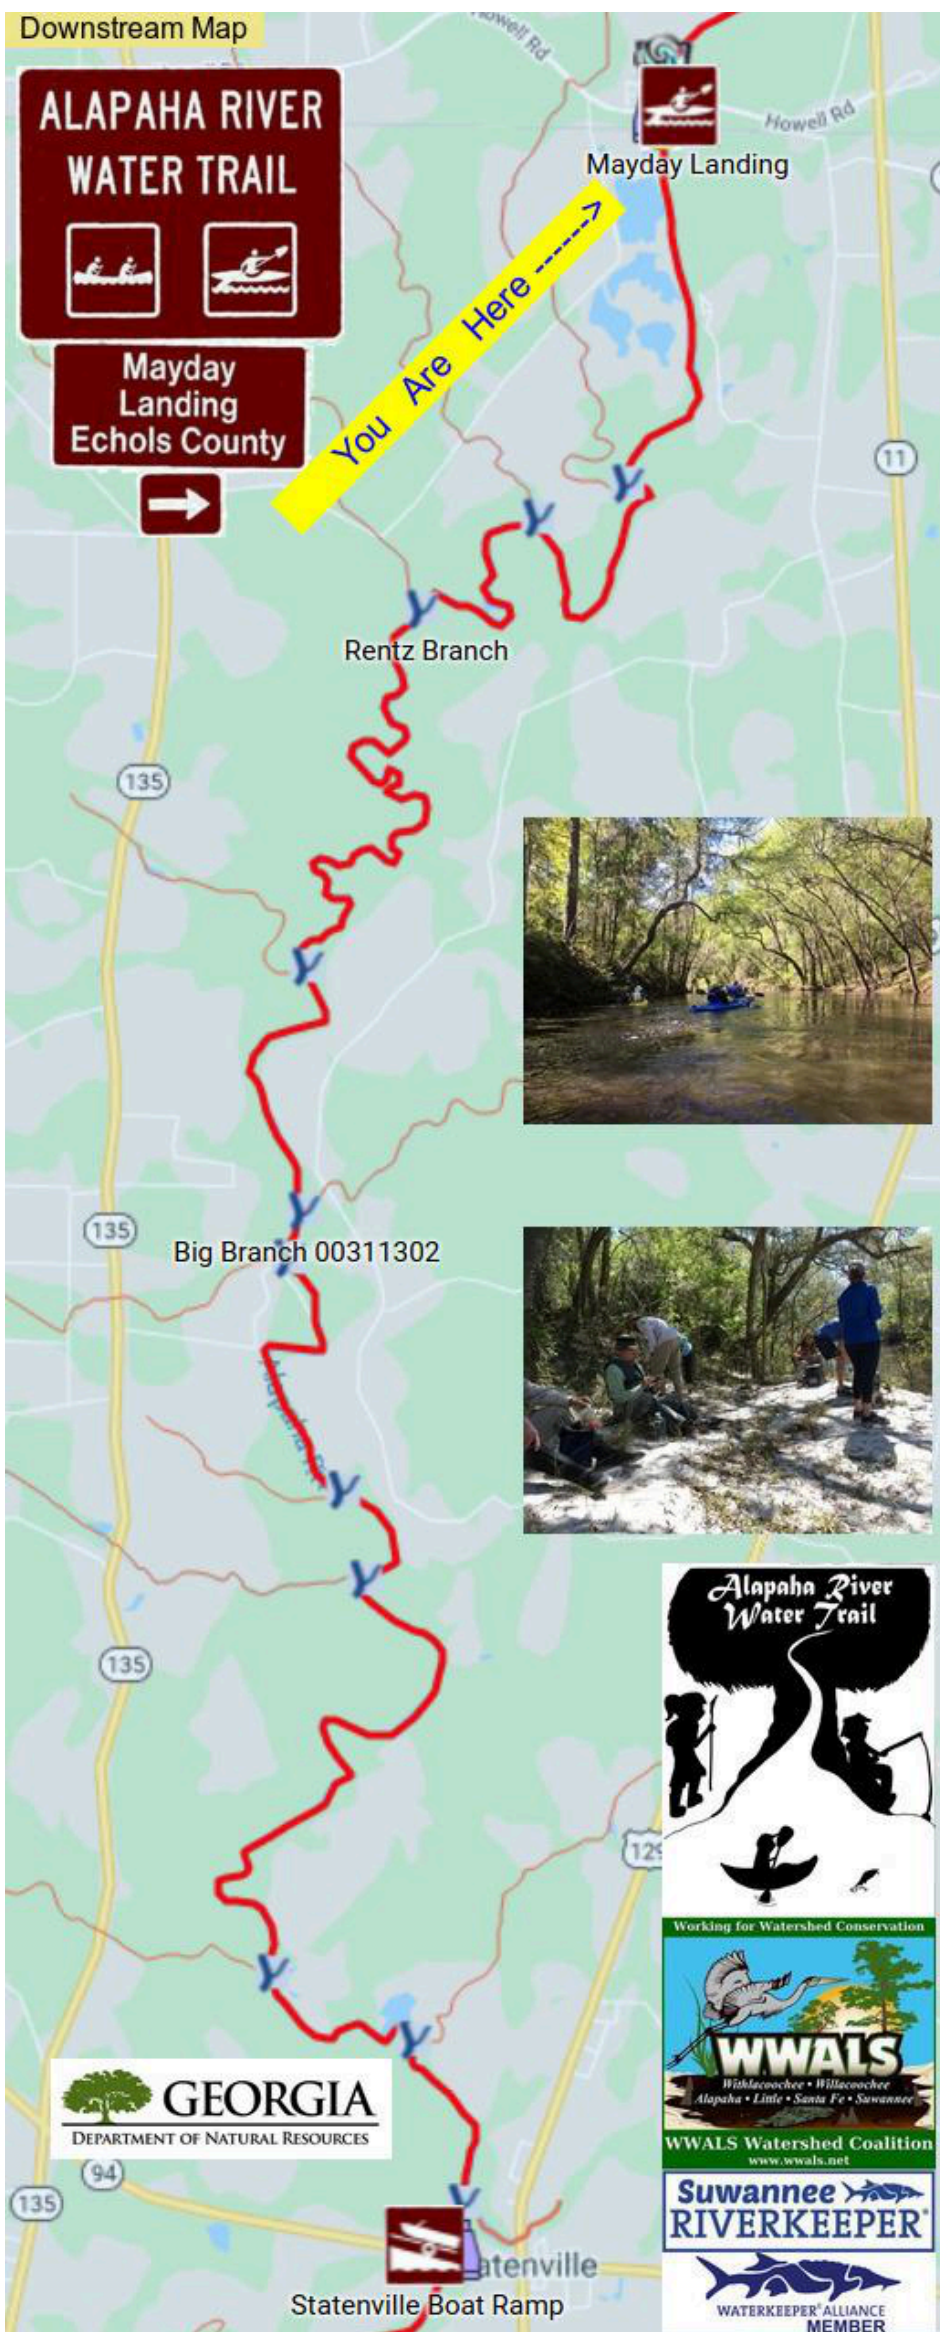 Downstream Map
Howell Rd
ALAPAHA RIVER
WATER TRAIL
Mayday
Landing
Echols County
Mayday Landing
Howell Rd
You Are Here ------->
11
Rentz Branch
135
135
Big Branch 00311302
135
Alapaha River
Water Trail
129
Working for Watershed Conservation
WWALS
Withlacoochee • Willacoochee
Alapaha • Little • Santa Fe • Suwannee
WWALS Watershed Coalition
www.wwals.net
GEORGIA
DEPARTMENT OF NATURAL RESOURCES
94
135
Suwannee
RIVERKEEPER®
atenville
Statenville Boat Ramp
WATERKEEPER® ALLIANCE
MEMBER